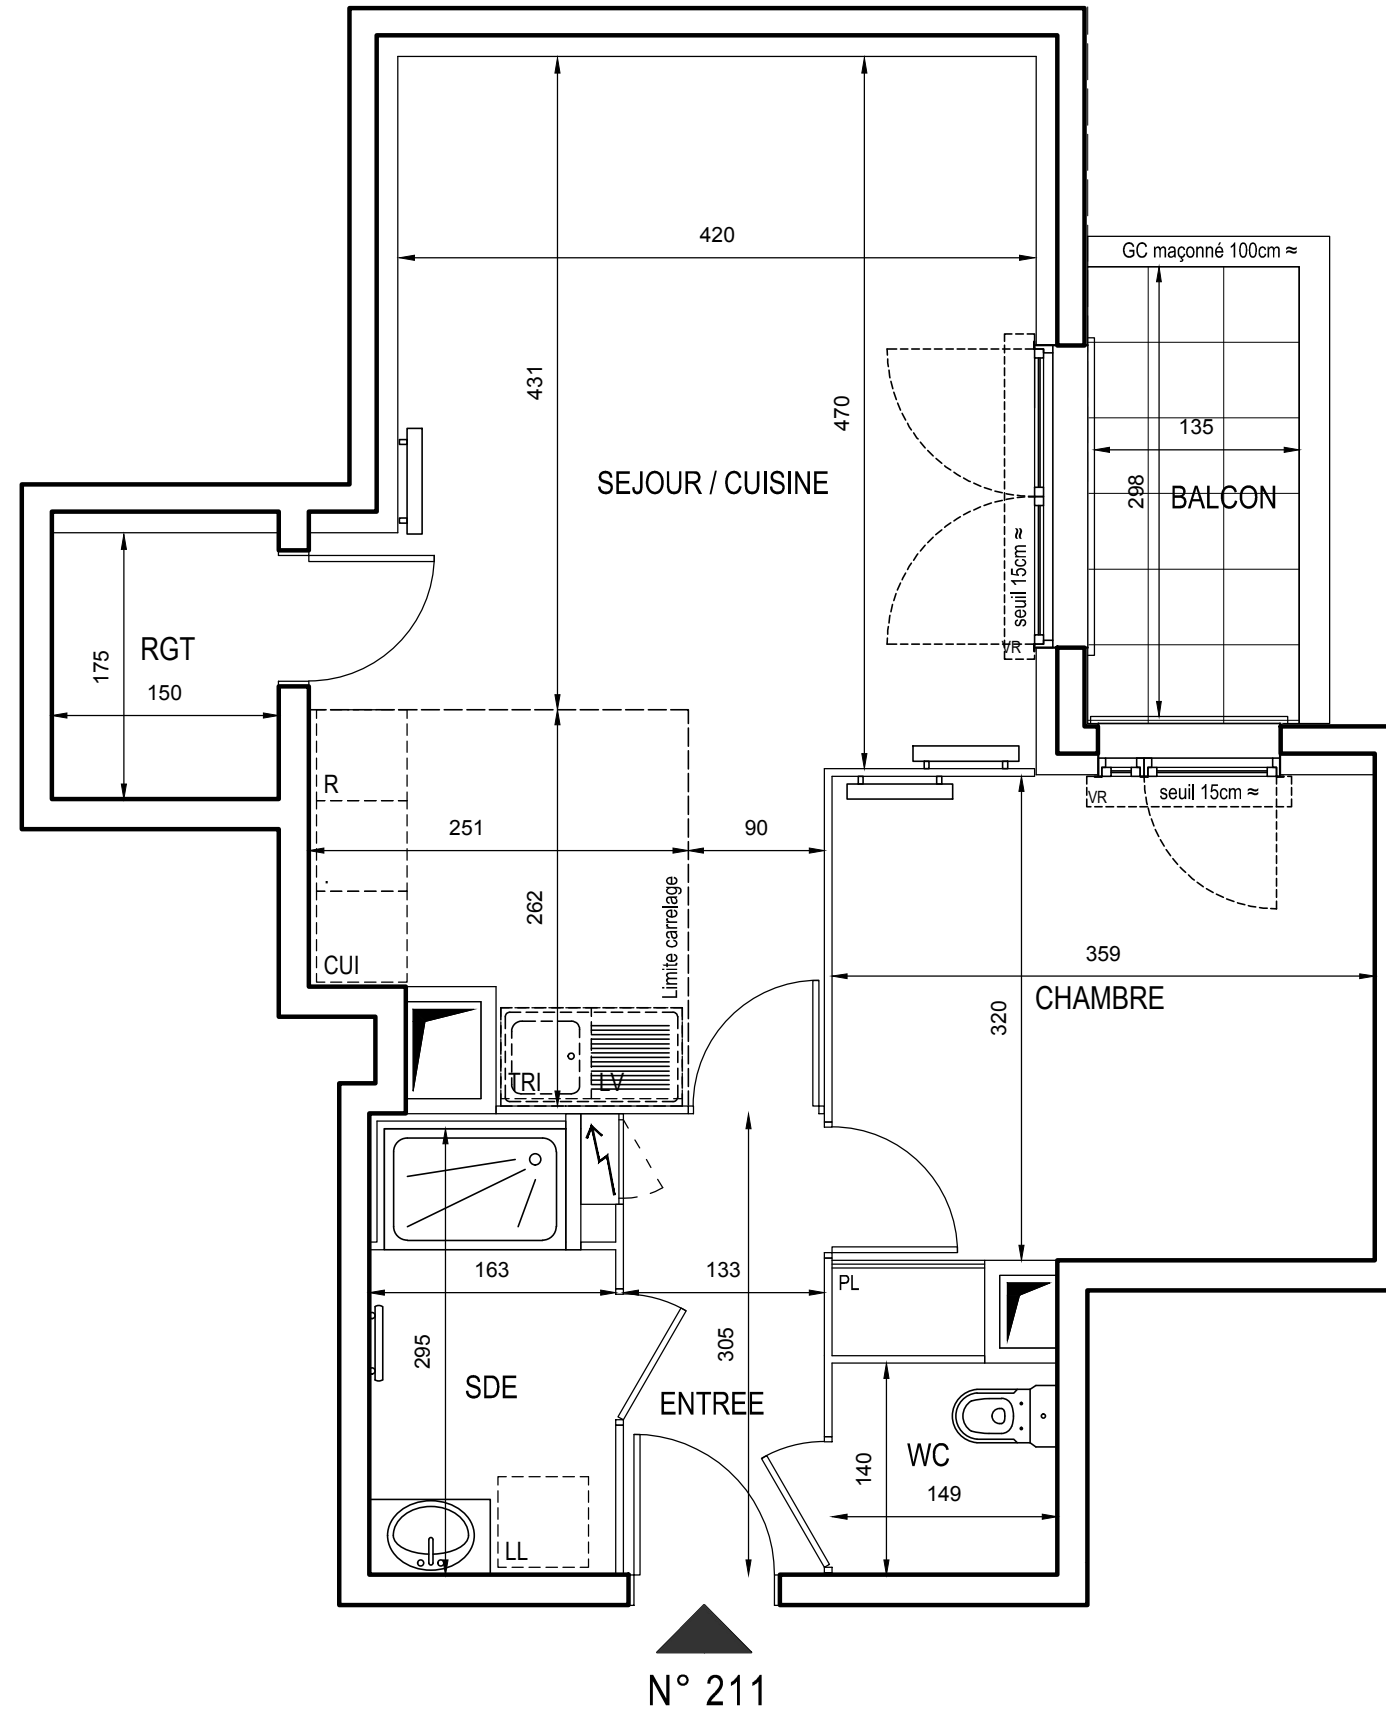 GC maçonné 100cm ≈
420
431
470
135
298
SEJOUR / CUISINE
BALCON
seuil 15cm ≈
VR
RGT
175
150
R
251
90
seuil 15cm ≈
VR
262
Limite carrelage
359
CUI
320
CHAMBRE
TRI
LV
163
133
PL
295
305
SDE
ENTREE
WC
140
149
LL
N° 211